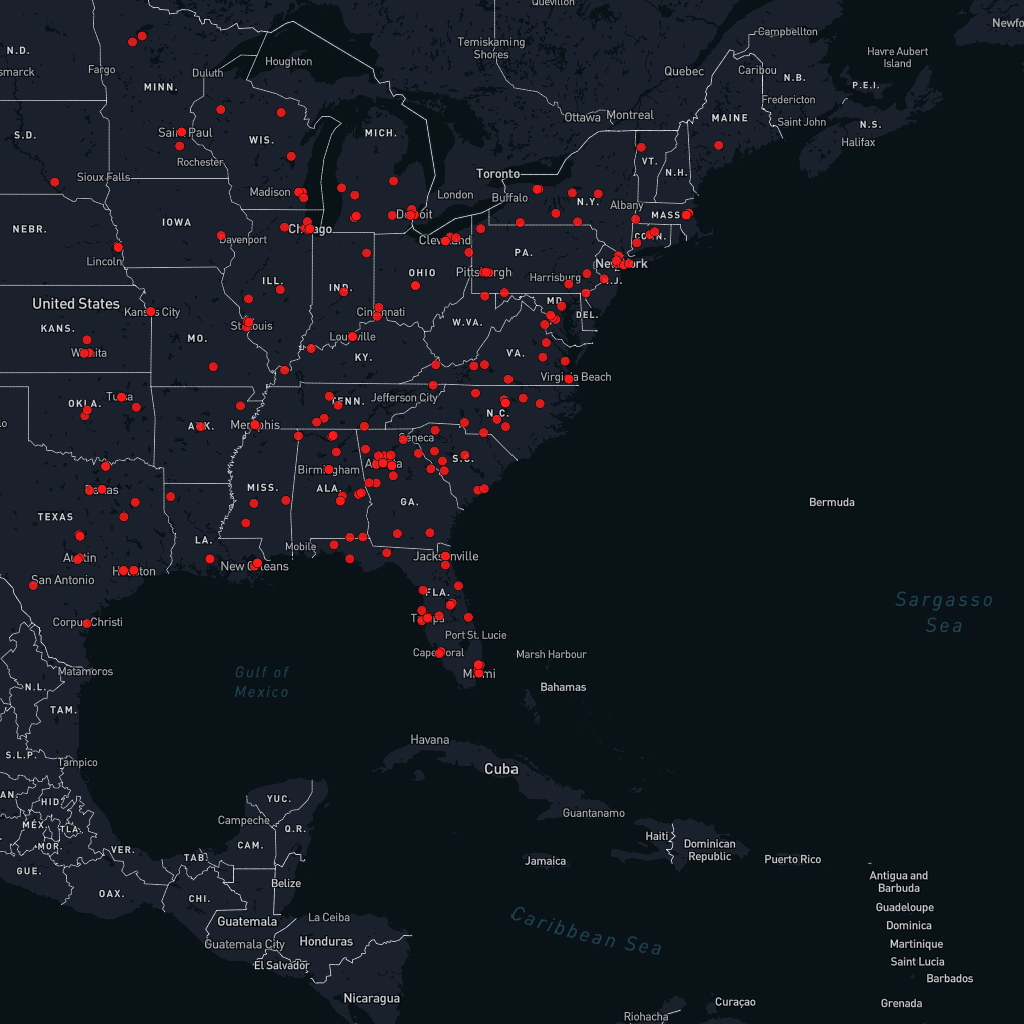 Quevillon
N.D.
Fargo
smarck
Duluth
Houghton
Temiskaming
Shores
Campbellton
Newfo
Havre Aubert
Island
Quebec
Caribou
N.B.
P.E.I.
MINN.
Fredericton
Saint John
N.S.
Halifax
S.D.
Saint Paul
WIS.
MICH.
Ottawa
Montreal
MAINE
VT.
N.H.
Rochester
Sioux Falls
Madison
Toronto
London
Buffalo
N.Y.
Albany
MASS
NEBR.
IOWA
Chicago
Detroit
Davenport
Cleveland
CONN.
Lincoln
PA.
New York
ILL.
IND.
OHIO
Pittsburgh
Harrisburg
N.J.
United States
Kansas City
St. Louis
Cincinnati
MD.
DEL.
KANS.
Wichita
MO.
Louisville
KY.
W.VA.
VA.
Virginia Beach
OKLA.
Tulsa
TENN.
Jefferson City
N.C.
ARK.
Memphis
Seneca
Birmingham
Atlanta
S.C.
Dallas
MISS.
ALA.
GA.
Bermuda
TEXAS
LA.
Mobile
Jacksonville
Austin
Houston
New Orleans
San Antonio
FLA.
Sargasso
Sea
Corpus Christi
Tampa
Port St. Lucie
Cape Coral
Marsh Harbour
Gulf of
Mexico
Miami
Matamoros
N.L.
Bahamas
TAM.
Havana
S.L.P.
Tampico
Cuba
AN.
HID.
YUC.
Guantanamo
MÉX.
TLA.
Campeche
Q.R.
MOR.
CAM.
Haiti
Dominican
Republic
VER.
TAB.
Jamaica
Puerto Rico
GUE.
OAX.
CHI.
Belize
Antigua and
Barbuda
Guadeloupe
Guatemala
La Ceiba
Caribbean Sea
Dominica
Guatemala City
Honduras
Martinique
El Salvador
Saint Lucia
Barbados
Nicaragua
Curaçao
Grenada
Riohacha